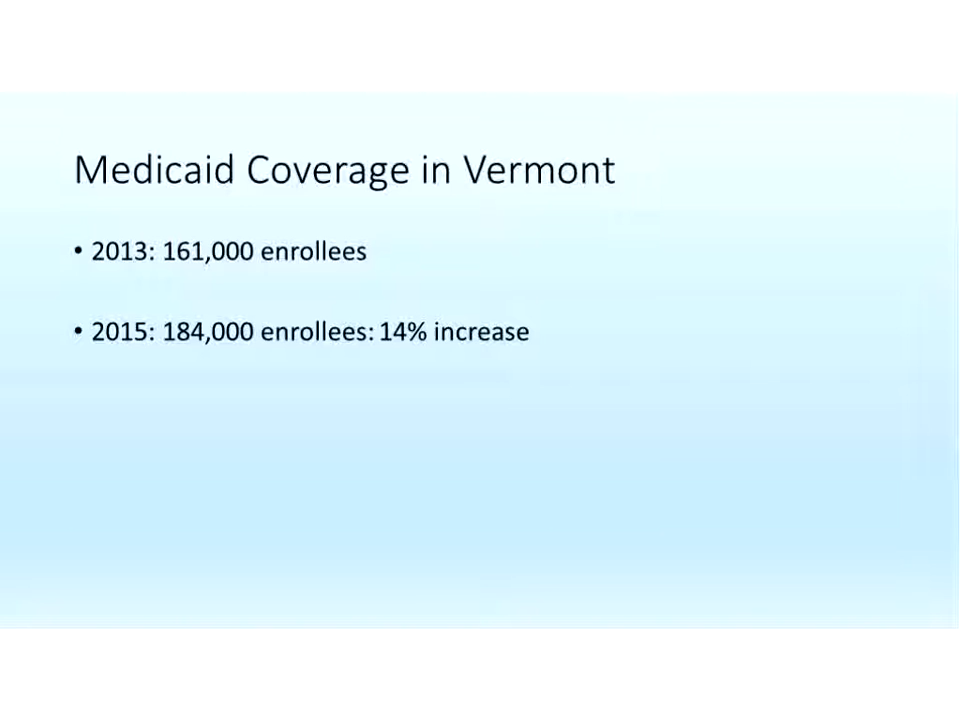 Medicaid Coverage in Vermont
• 2013: 161,000 enrollees
• 2015: 184,000 enrollees: 14% increase